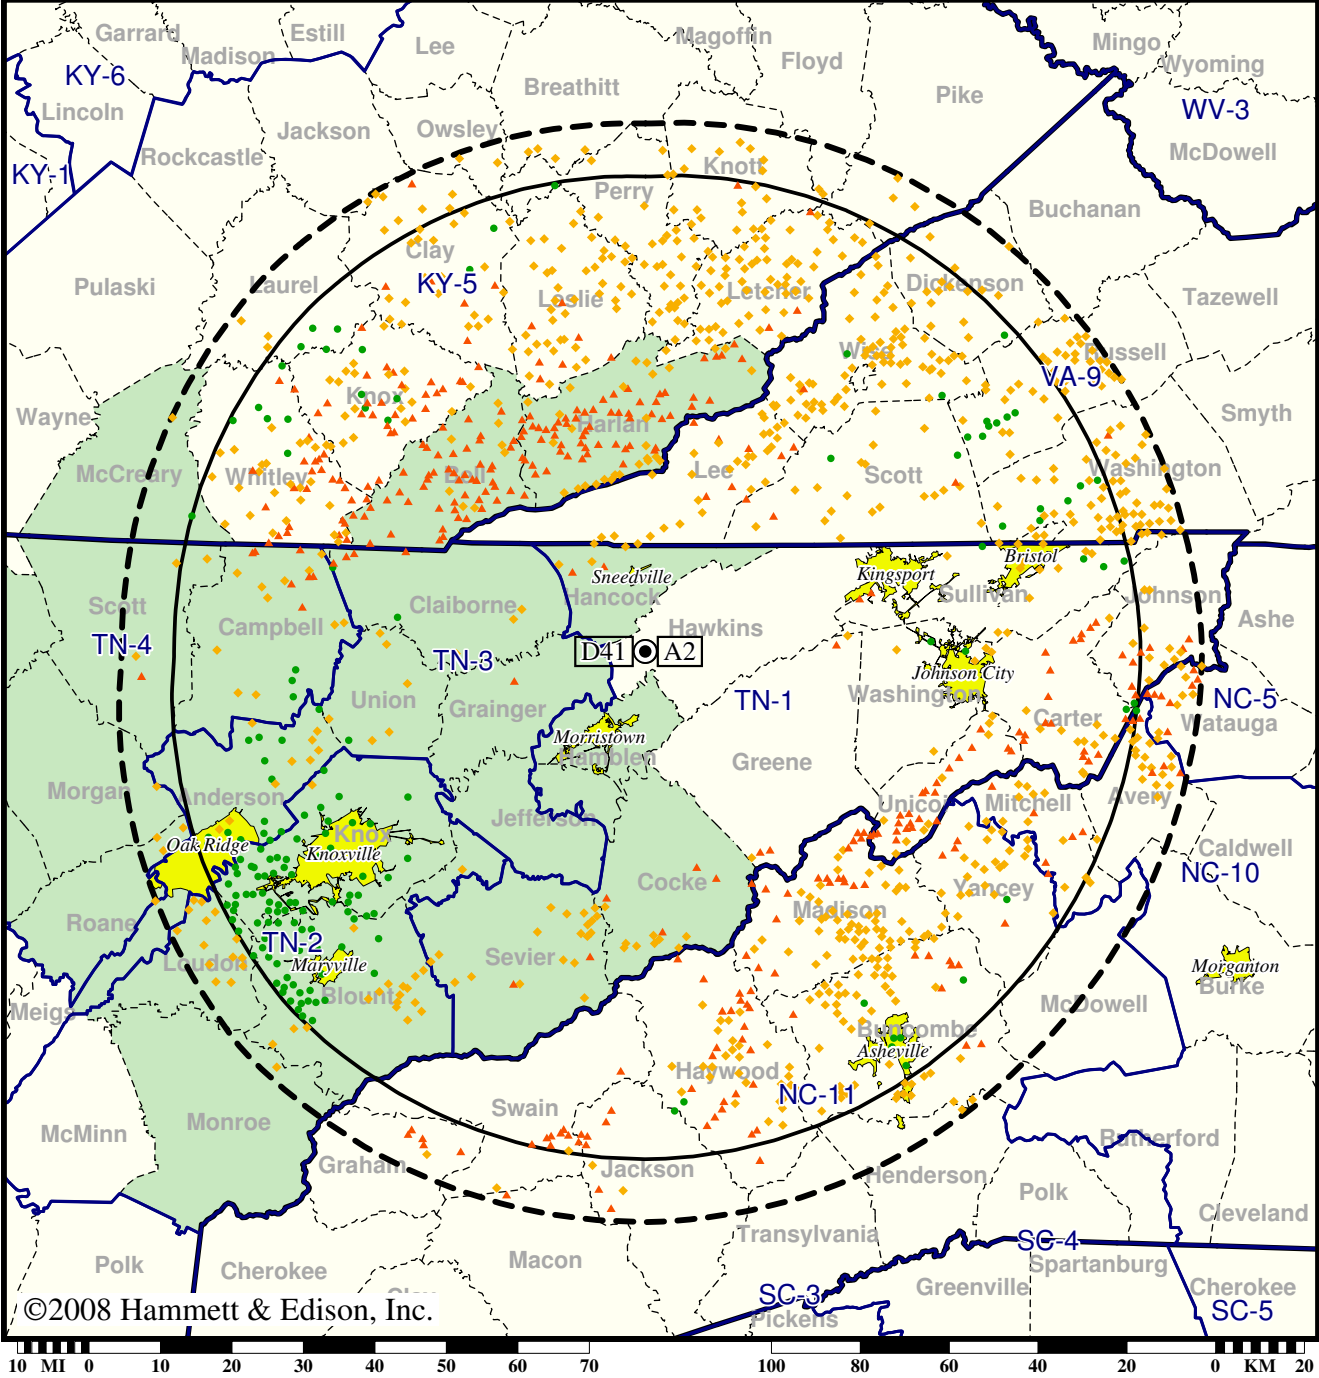 Garrard
Estill
Madison
Lee
Magoffin
Floyd
Mingo
Wyoming
KY-6
Lincoln
Breathitt
Pike
WV-3
Jackson
Owsley
McDowell
KY-1
Rockcastle
Knott
Perry
Buchanan
Clay
Pulaski
Laurel
KY-5
Leslie
Letcher
Dickenson
Tazewell
Wise
Russell
VA-9
Wayne
Knox
Harlan
Smyth
McCreary
Whitley
Bell
Lee
Scott
Washington
Bristol
Sneedville
Kingsport
Scott
Claiborne
Hancock
Sullivan
Johnson
Campbell
Hawkins
Ashe
TN-4
TN-3
D41
A2
Johnson City
Union
Grainger
TN-1
Washington
NC-5
Carter
Watauga
Morristown
Hamblen
Greene
Morgan
Anderson
Unicoi
Mitchell
Avery
Jefferson
Knox
Oak Ridge
Knoxville
Caldwell
NC-10
Cocke
Yancey
Roane
Madison
TN-2
Loudon
Maryville
Sevier
Morganton
Burke
Blount
Meigs
McDowell
Buncombe
Asheville
Haywood
NC-11
Swain
Monroe
McMinn
Rutherford
Graham
Jackson
Henderson
Polk
Cleveland
Transylvania
SC-4
Polk
Cherokee
Macon
Spartanburg
Greenville
Cherokee
SC-3
SC-5
Pickens
©2008 Hammett & Edison, Inc.
10 MI 0 10 20 30 40 50 60 70 100 80 60 40 20 0 KM 20